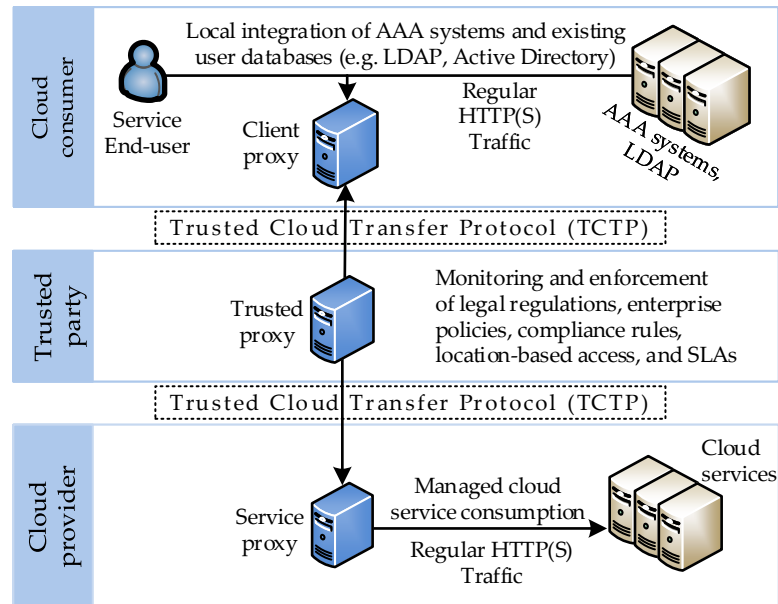 Cloud
consumer
Local integration of AAA systems and existing
user databases (e.g. LDAP, Active Directory)
Service
End-user
Client
proxy
Regular
HTTP(S)
Traffic
AAA systems,
LDAP
Trusted Cloud Transfer Protocol (TCTP)
Trusted
party
Trusted
proxy
Monitoring and enforcement
of legal regulations, enterprise
policies, compliance rules,
location-based access, and SLAs
Trusted Cloud Transfer Protocol (TCTP)
Cloud
provider
Service
proxy
Managed cloud
service consumption
Regular HTTP(S)
Traffic
Cloud
services